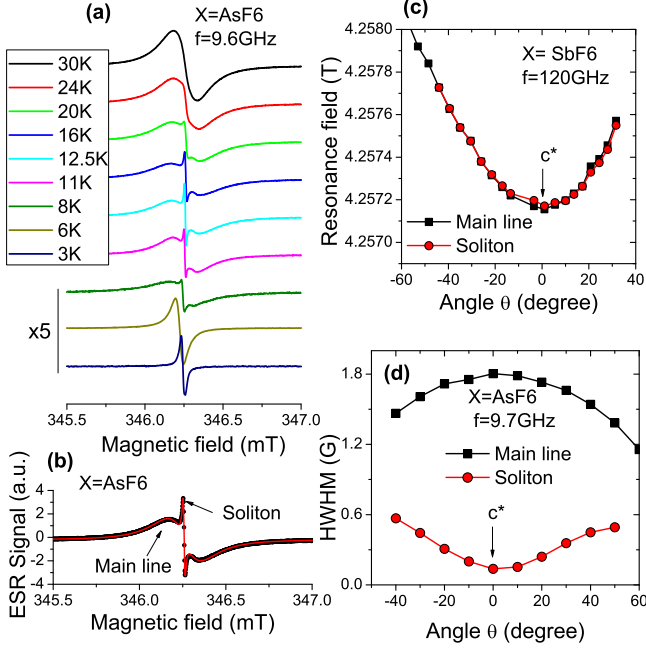 (a)
X=AsF6
f=9.6GHz
30K
24K
20K
16K
12.5K
11K
8K
6K
3K
x5
345.5 346.0 346.5 347.0
Magnetic field (mT)
(b)
X=AsF6
ESR Signal (a.u.)
4
2
0
-2
-4
Soliton
Main line
345.5 346.0 346.5 347.0
Magnetic field (mT)
(c)
X= SbF6
f=120GHz
Resonance field (T)
4.2580
4.2578
4.2576
4.2574
4.2572
4.2570
c*
Main line
Soliton
-60 -40 -20 0 20 40
Angle θ (degree)
(d)
X=AsF6
f=9.7GHz
HWHM (G)
1.8
1.2
0.6
0.0
Main line
Soliton
c*
-40 -20 0 20 40 60
Angle θ (degree)